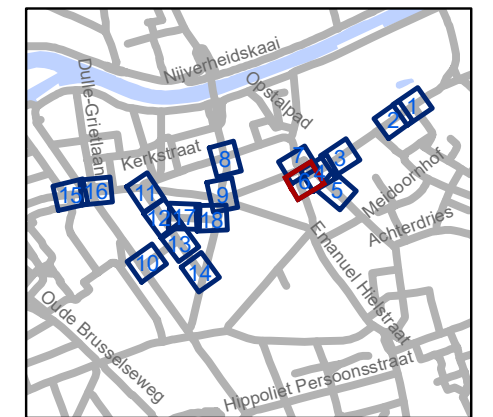 Nijverheidskaai
Dulle-Grietlaan
Opstalpad
Kerkstraat
1
2
3
7
8
4
6
5
Meidoornhof
15
16
11
9
12
17
18
Achterdries
13
10
14
Emanuel Hielstraat
Oude Brusselseweg
Hippoliet Persoonsstraat